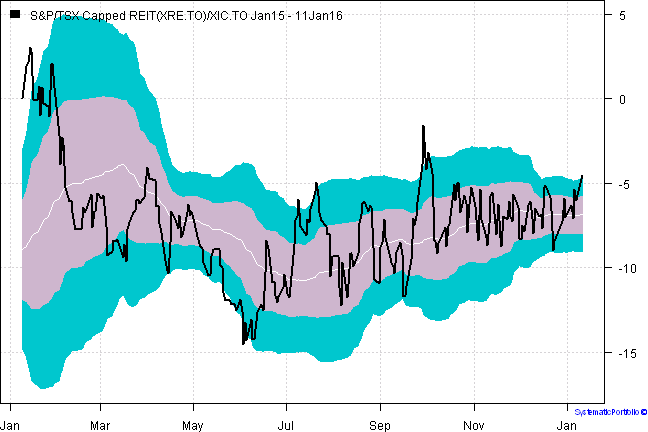 S&P/TSX Capped REIT(XRE.TO)/XIC.TO Jan15 - 11Jan16
5
0
-5
-10
-15
Jan Mar May Jul Sep Nov Jan
SystematicPortfolio ©